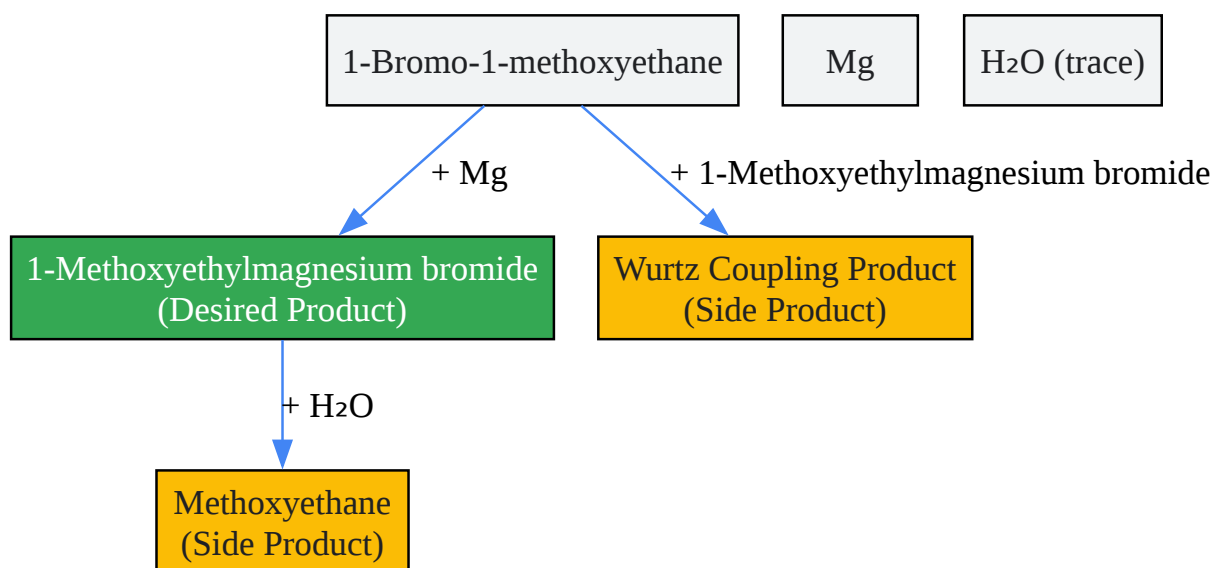 1-Bromo-1-methoxyethane
Mg
H₂O (trace)
+ Mg
+ 1-Methoxyethylmagnesium bromide
1-Methoxyethylmagnesium bromide
(Desired Product)
Wurtz Coupling Product
(Side Product)
+ H₂O
Methoxyethane
(Side Product)